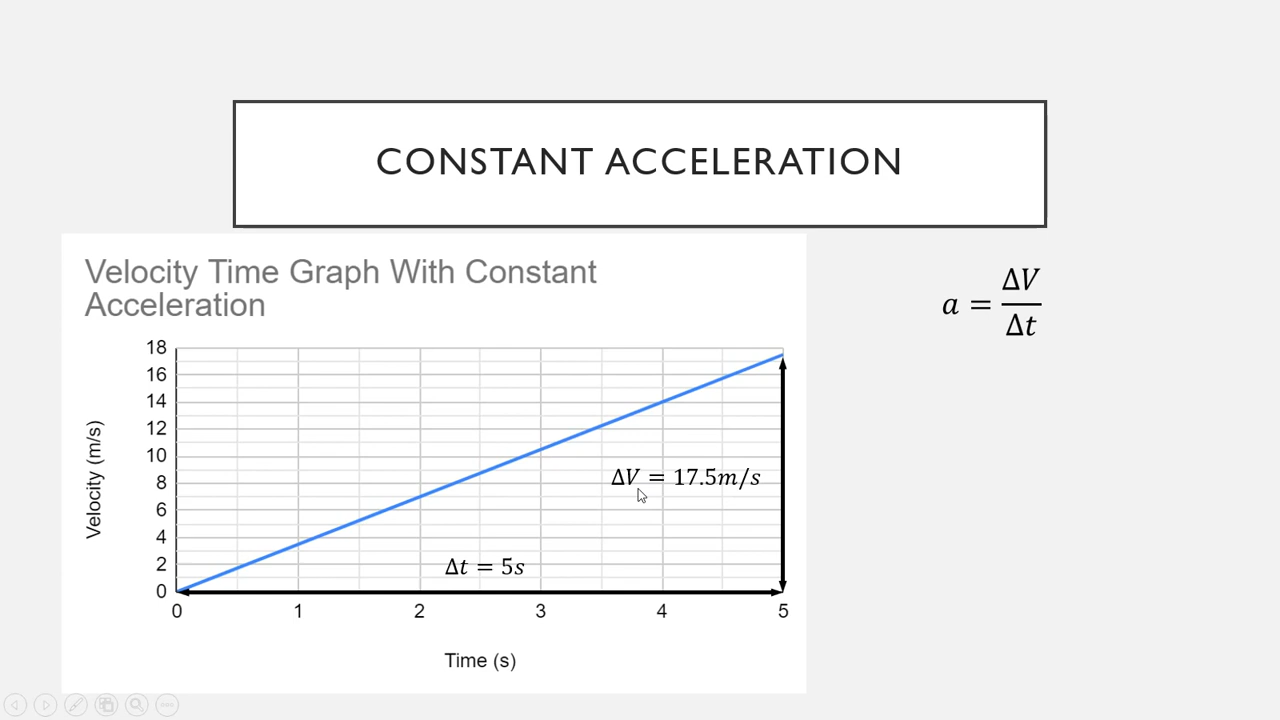 CONSTANT ACCELERATION
Velocity Time Graph With Constant
Acceleration
a = ΔV/Δt
18
16
14
12
10
8
6
4
2
0
Velocity (m/s)
ΔV = 17.5m/s
Δt = 5s
0 1 2 3 4 5
Time (s)